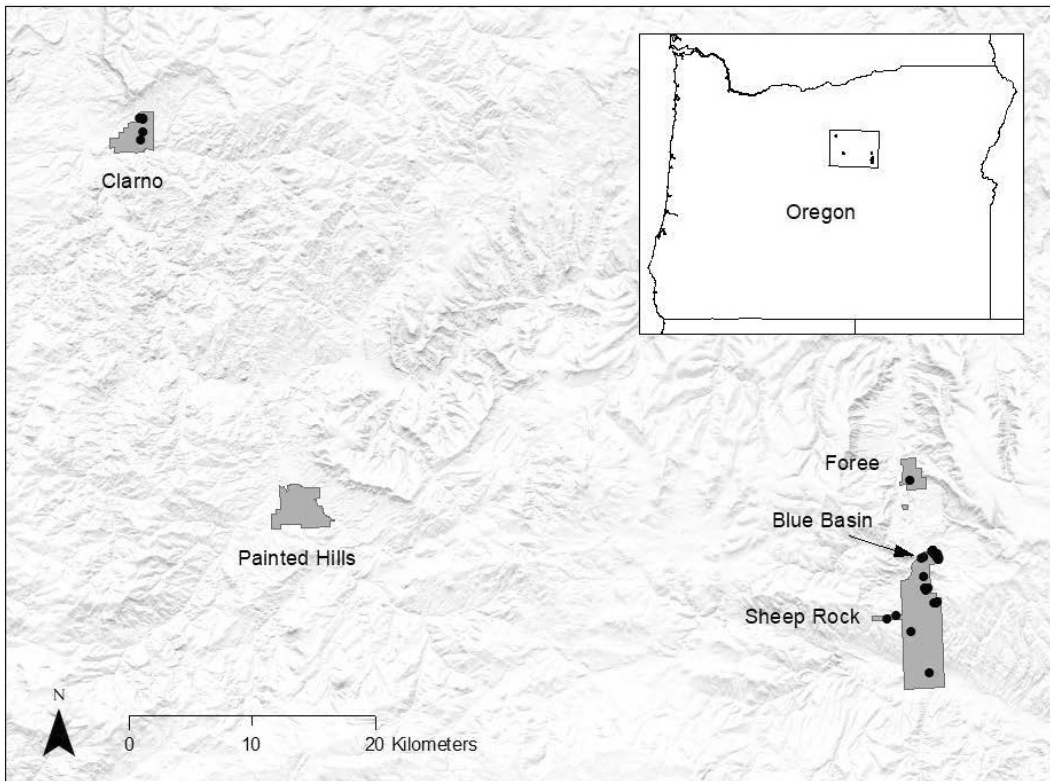 Clarno
Oregon
Foree
Blue Basin
Painted Hills
Sheep Rock
N
0 10 20 Kilometers